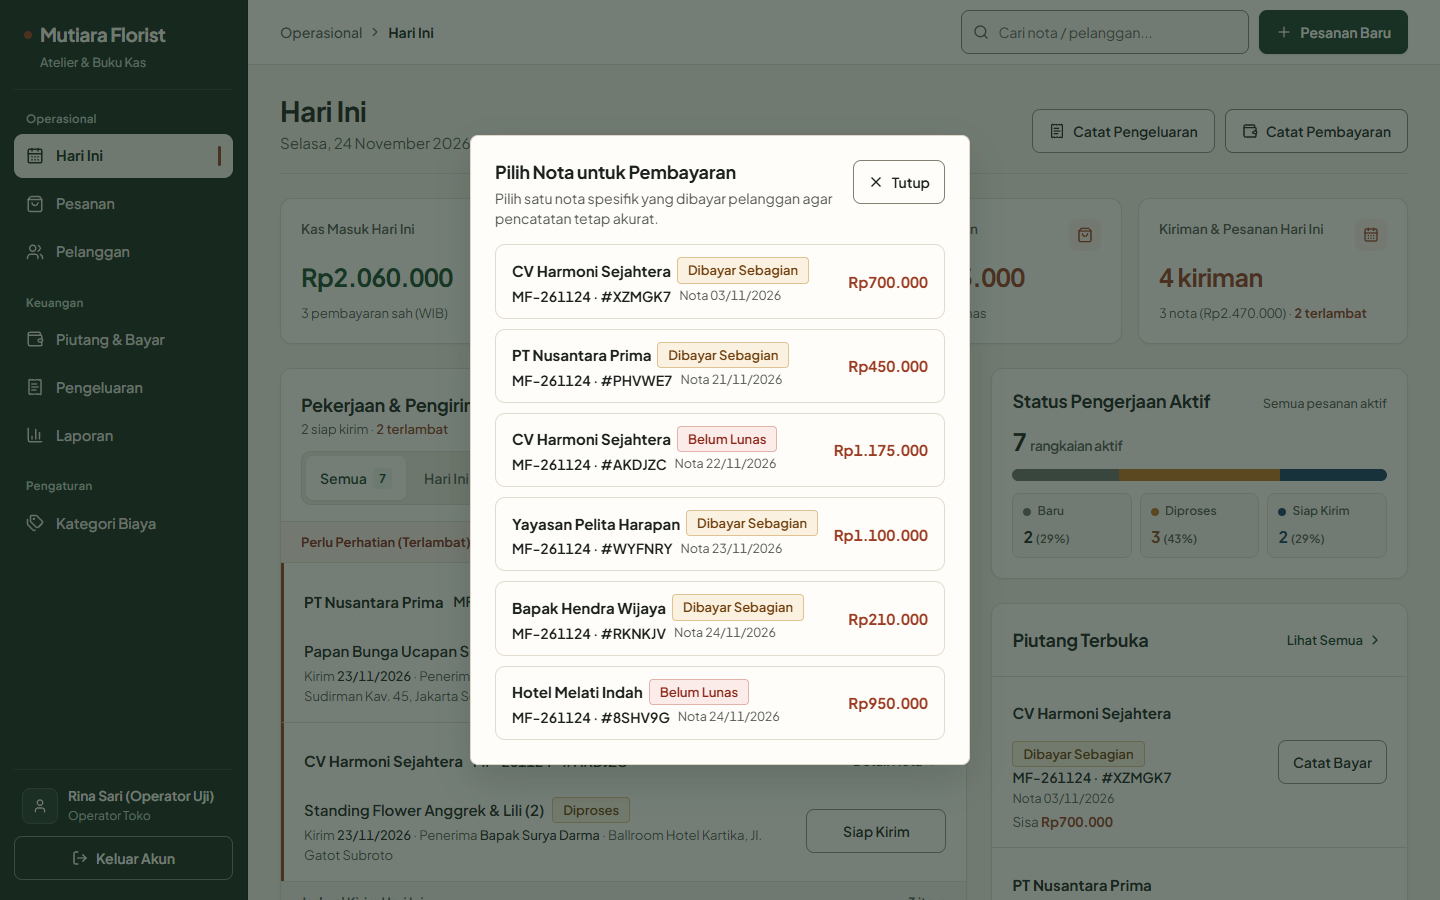 Mutiara Florist
Atelier & Buku Kas
Operasional
Hari Ini
Pesanan
Pelanggan
Keuangan
Piutang & Bayar
Pengeluaran
Laporan
Pengaturan
Kategori Biaya
Rina Sari (Operator Uji)
Operator Toko
Keluar Akun
Operasional > Hari Ini
Cari nota / pelanggan...
Pesanan Baru
Hari Ini
Selasa, 24 November 2026
Catat Pengeluaran
Catat Pembayaran
Kas Masuk Hari Ini
Rp2.060.000
3 pembayaran sah (WIB)
Kiriman & Pesanan Hari Ini
4 kiriman
3 nota (Rp2.470.000) · 2 terlambat
Pekerjaan & Pengirim
2 siap kirim · 2 terlambat
Semua 7
Hari Ini
Perlu Perhatian (Terlambat)
PT Nusantara Prima
Papan Bunga Ucapan
Kirim 23/11/2026 · Penerim
Sudirman Kav. 45, Jakarta
CV Harmoni Sejahtera
Standing Flower Anggrek & Lili (2) Diproses
Kirim 23/11/2026 · Penerima Bapak Surya Darma · Ballroom Hotel Kartika, Jl.
Gatot Subroto
Siap Kirim
Pilih Nota untuk Pembayaran
Pilih satu nota spesifik yang dibayar pelanggan agar
pencatatan tetap akurat.
Tutup
CV Harmoni Sejahtera Dibayar Sebagian
MF-261124 · #XZMGK7 Nota 03/11/2026
Rp700.000
PT Nusantara Prima Dibayar Sebagian
MF-261124 · #PHVWE7 Nota 21/11/2026
Rp450.000
CV Harmoni Sejahtera Belum Lunas
MF-261124 · #AKDJZC Nota 22/11/2026
Rp1.175.000
Yayasan Pelita Harapan Dibayar Sebagian
MF-261124 · #WYFNRY Nota 23/11/2026
Rp1.100.000
Bapak Hendra Wijaya Dibayar Sebagian
MF-261124 · #RKNKJV Nota 24/11/2026
Rp210.000
Hotel Melati Indah Belum Lunas
MF-261124 · #8SHV9G Nota 24/11/2026
Rp950.000
Status Pengerjaan Aktif
Semua pesanan aktif
7 rangkaian aktif
Baru
2 (29%)
Diproses
3 (43%)
Siap Kirim
2 (29%)
Piutang Terbuka
Lihat Semua
CV Harmoni Sejahtera
Dibayar Sebagian
MF-261124 · #XZMGK7
Nota 03/11/2026
Sisa Rp700.000
Catat Bayar
PT Nusantara Prima